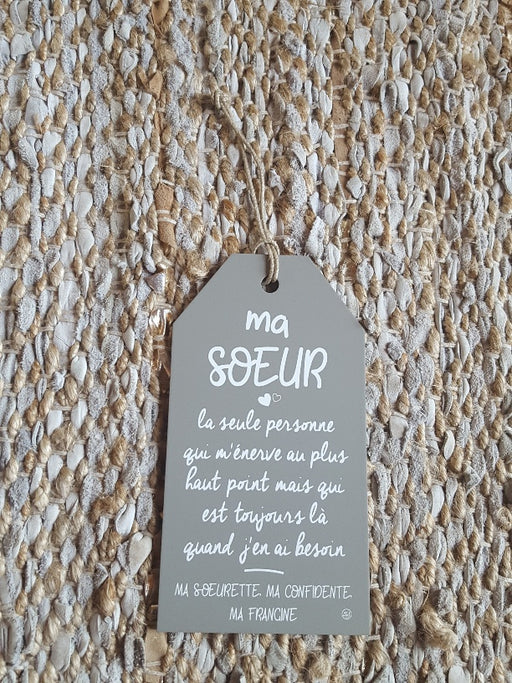 ma
SOEUR
la seule personne
qui m'énerve au plus
haut point mais qui
est toujours là
quand j'en ai besoin
MA SOEURETTE, MA CONFIDENTE,
MA FRANGINE